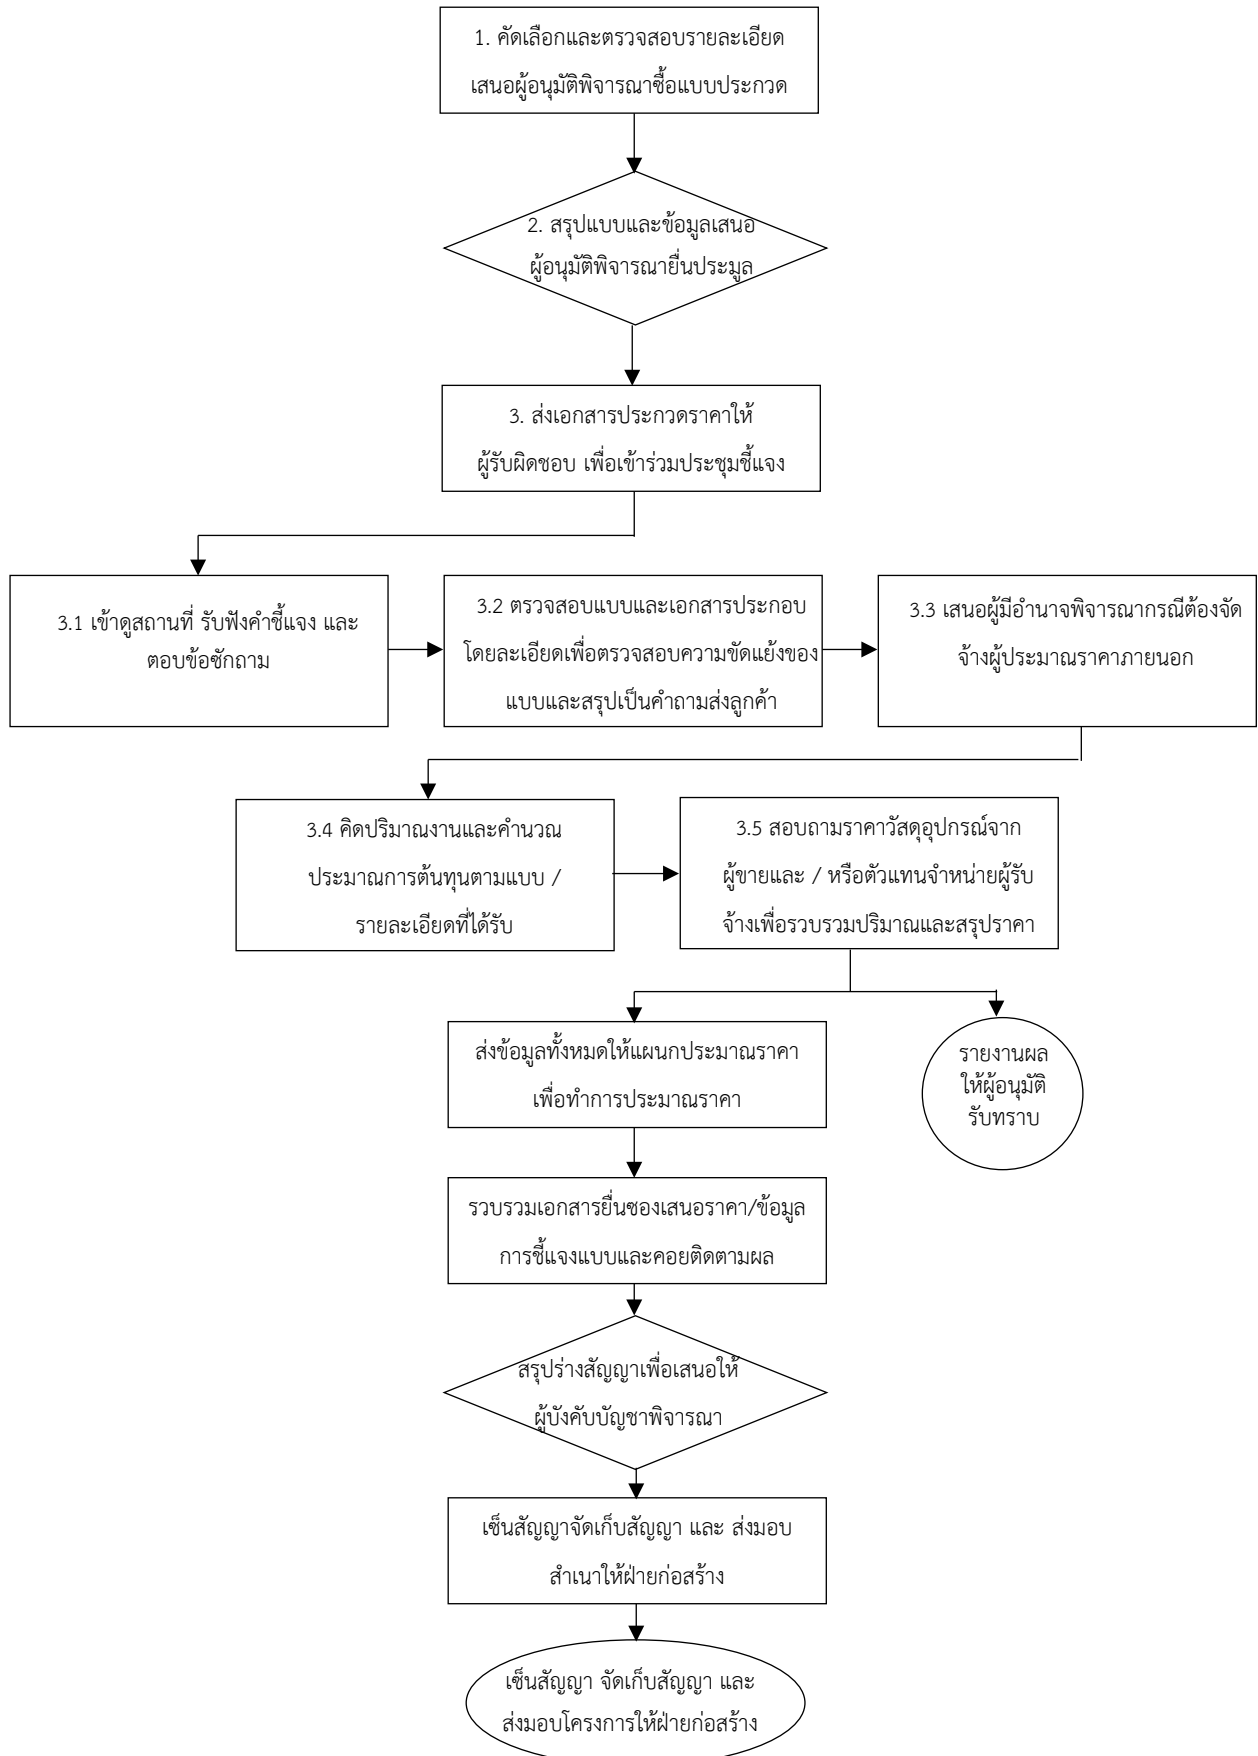 1. คัดเลือกและตรวจสอบรายละเอียด
เสนอผู้อนุมัติพิจารณาซื้อแบบประกวด
2. สรุปแบบและข้อมูลเสนอ
ผู้อนุมัติพิจารณายื่นประมูล
3. ส่งเอกสารประกวดราคาให้
ผู้รับผิดชอบ เพื่อเข้าร่วมประชุมชี้แจง
3.1 เข้าดูสถานที่ รับฟังคำชี้แจง และ
ตอบข้อซักถาม
3.2 ตรวจสอบแบบและเอกสารประกอบ
โดยละเอียดเพื่อตรวจสอบความขัดแย้งของ
แบบและสรุปเป็นคำถามส่งลูกค้า
3.3 เสนอผู้มีอำนาจพิจารณากรณีต้องจัด
จ้างผู้ประมาณราคาภายนอก
3.4 คิดปริมาณงานและคำนวณ
ประมาณการต้นทุนตามแบบ /
รายละเอียดที่ได้รับ
3.5 สอบถามราคาวัสดุอุปกรณ์จาก
ผู้ขายและ / หรือตัวแทนจำหน่ายผู้รับ
จ้างเพื่อรวบรวมปริมาณและสรุปราคา
ส่งข้อมูลทั้งหมดให้แผนกประมาณราคา
เพื่อทำการประมาณราคา
รายงานผล
ให้ผู้อนุมัติ
รับทราบ
รวบรวมเอกสารยื่นซองเสนอราคา/ข้อมูล
การชี้แจงแบบและคอยติดตามผล
สรุปร่างสัญญาเพื่อเสนอให้
ผู้บังคับบัญชาพิจารณา
เซ็นสัญญาจัดเก็บสัญญา และ ส่งมอบ
สำเนาให้ฝ่ายก่อสร้าง
เซ็นสัญญา จัดเก็บสัญญา และ
ส่งมอบโครงการให้ฝ่ายก่อสร้าง